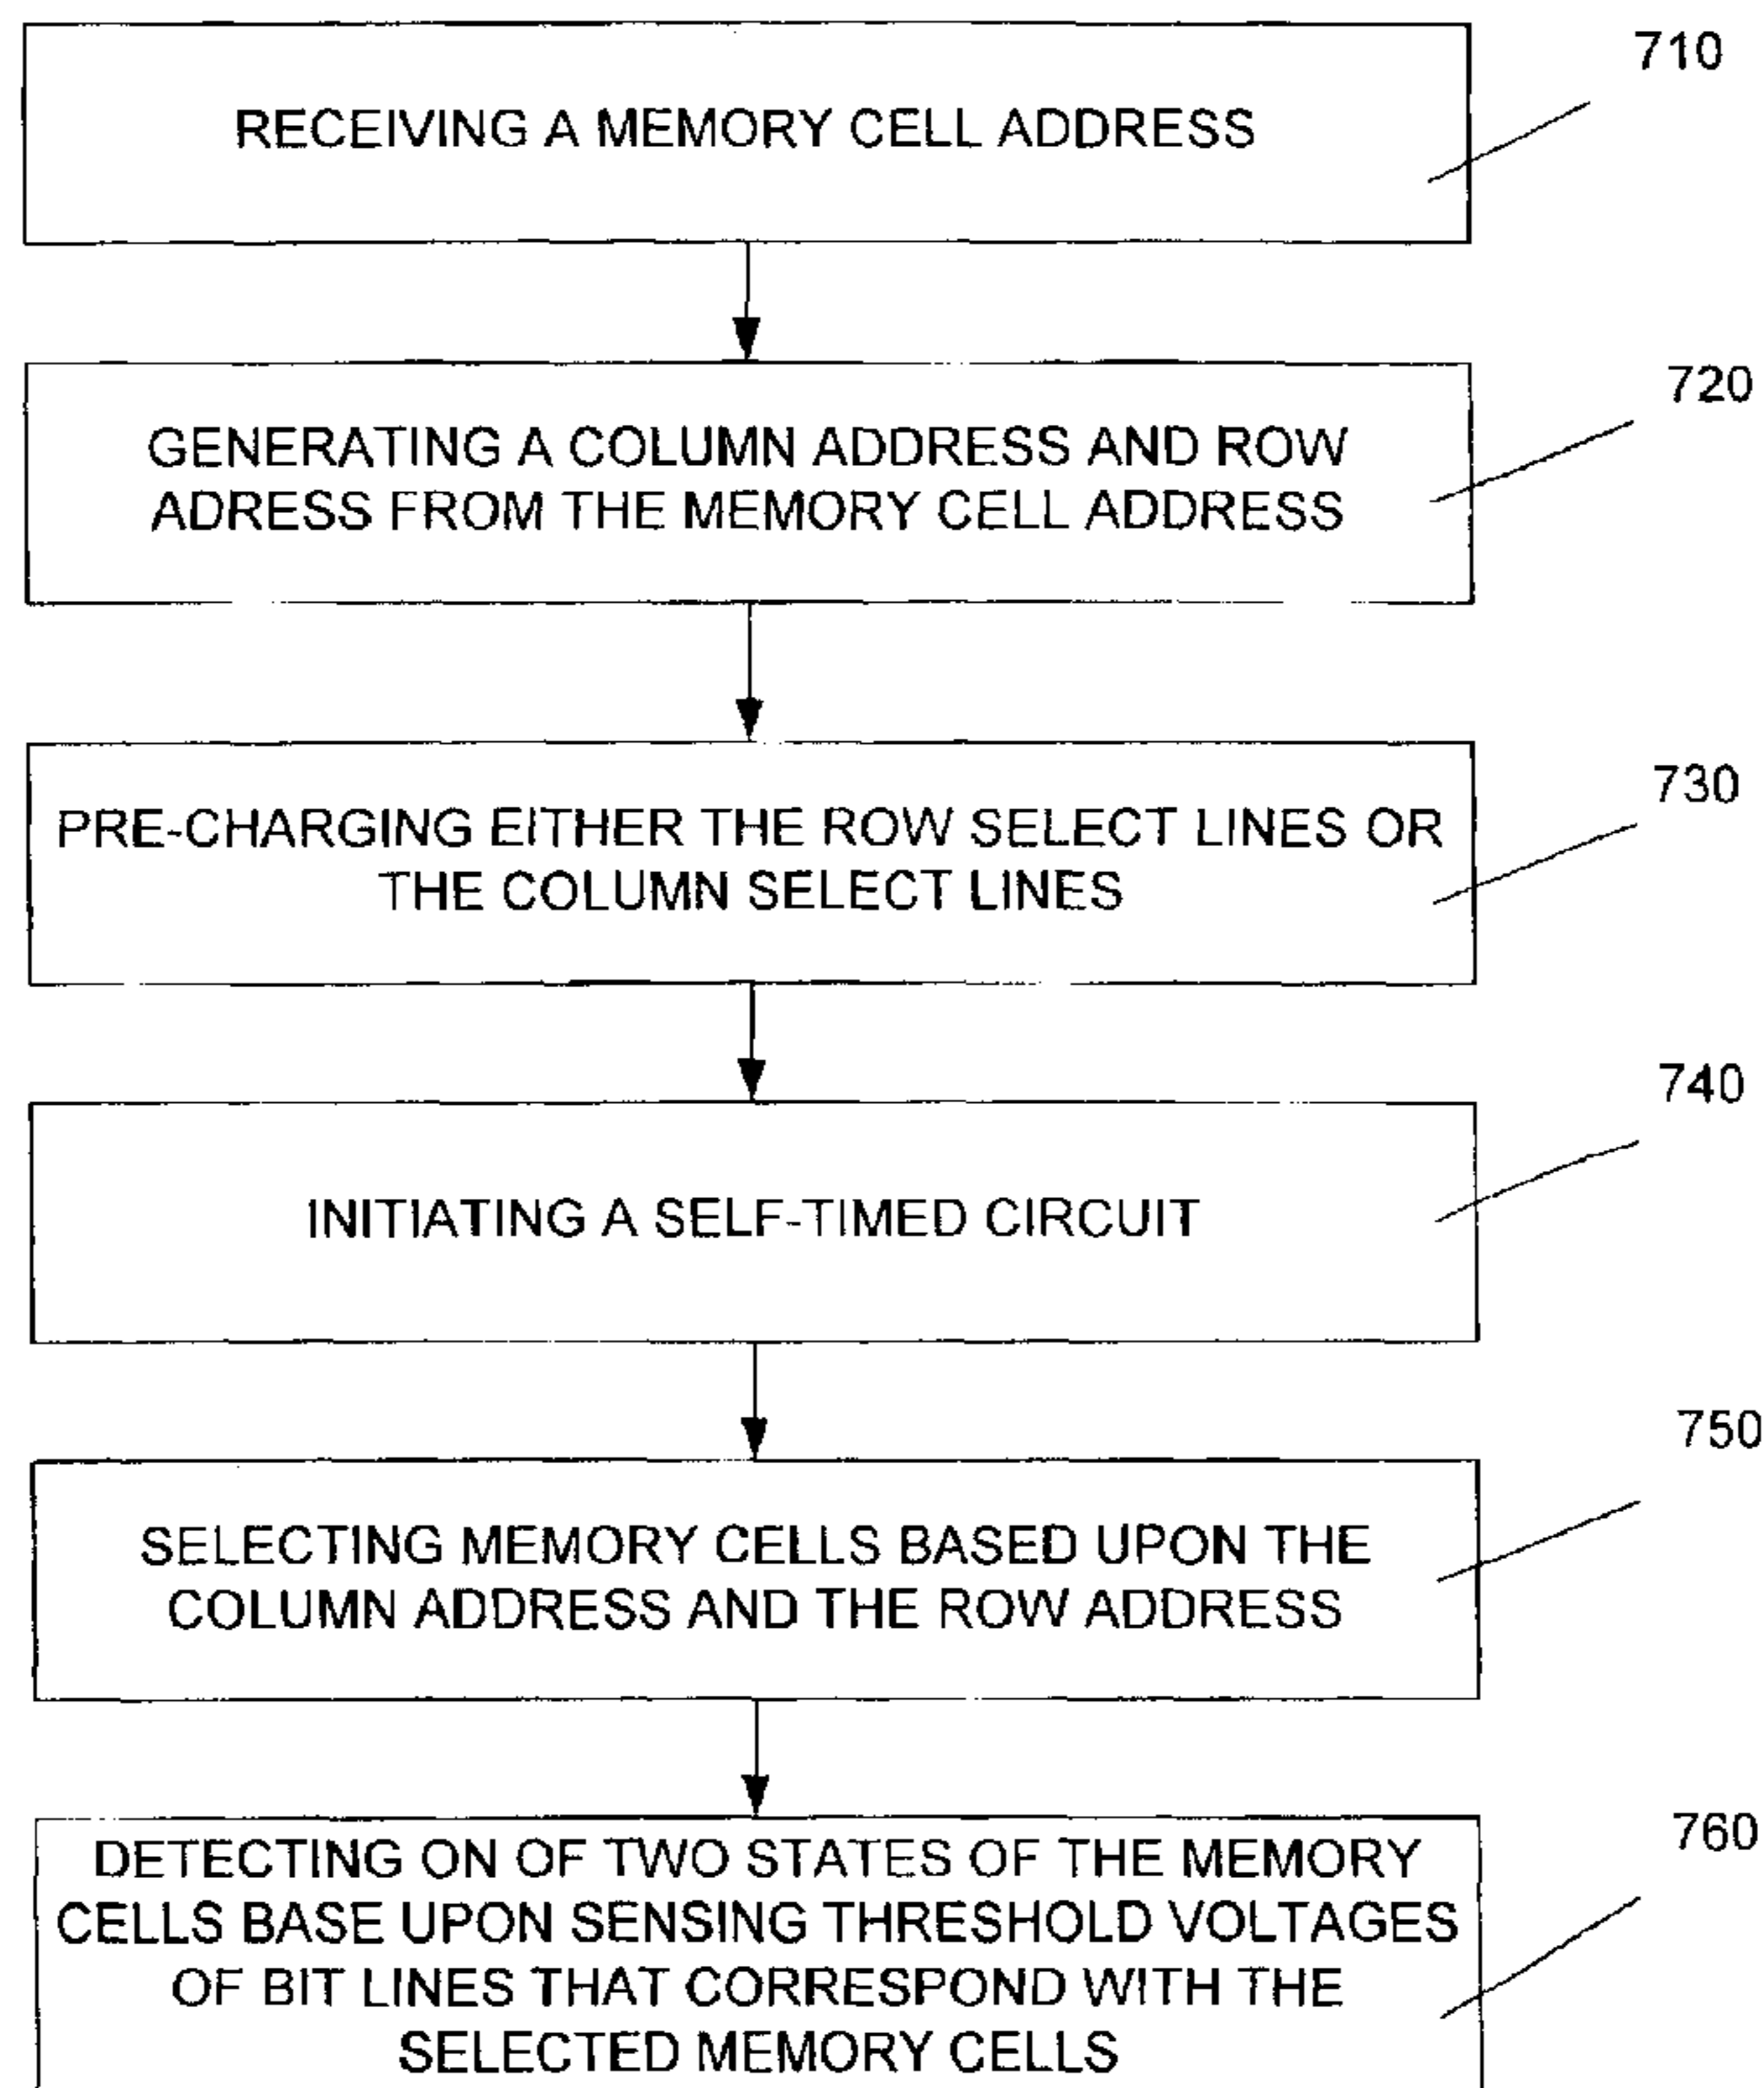 710
RECEIVING A MEMORY CELL ADDRESS
720
GENERATING A COLUMN ADDRESS AND ROW
ADRESS FROM THE MEMORY CELL ADDRESS
730
PRE-CHARGING EITHER THE ROW SELECT LINES OR
THE COLUMN SELECT LINES
740
INITIATING A SELF-TIMED CIRCUIT
750
SELECTING MEMORY CELLS BASED UPON THE
COLUMN ADDRESS AND THE ROW ADDRESS
760
DETECTING ON OF TWO STATES OF THE MEMORY
CELLS BASE UPON SENSING THRESHOLD VOLTAGES
OF BIT LINES THAT CORRESPOND WITH THE
SELECTED MEMORY CELLS